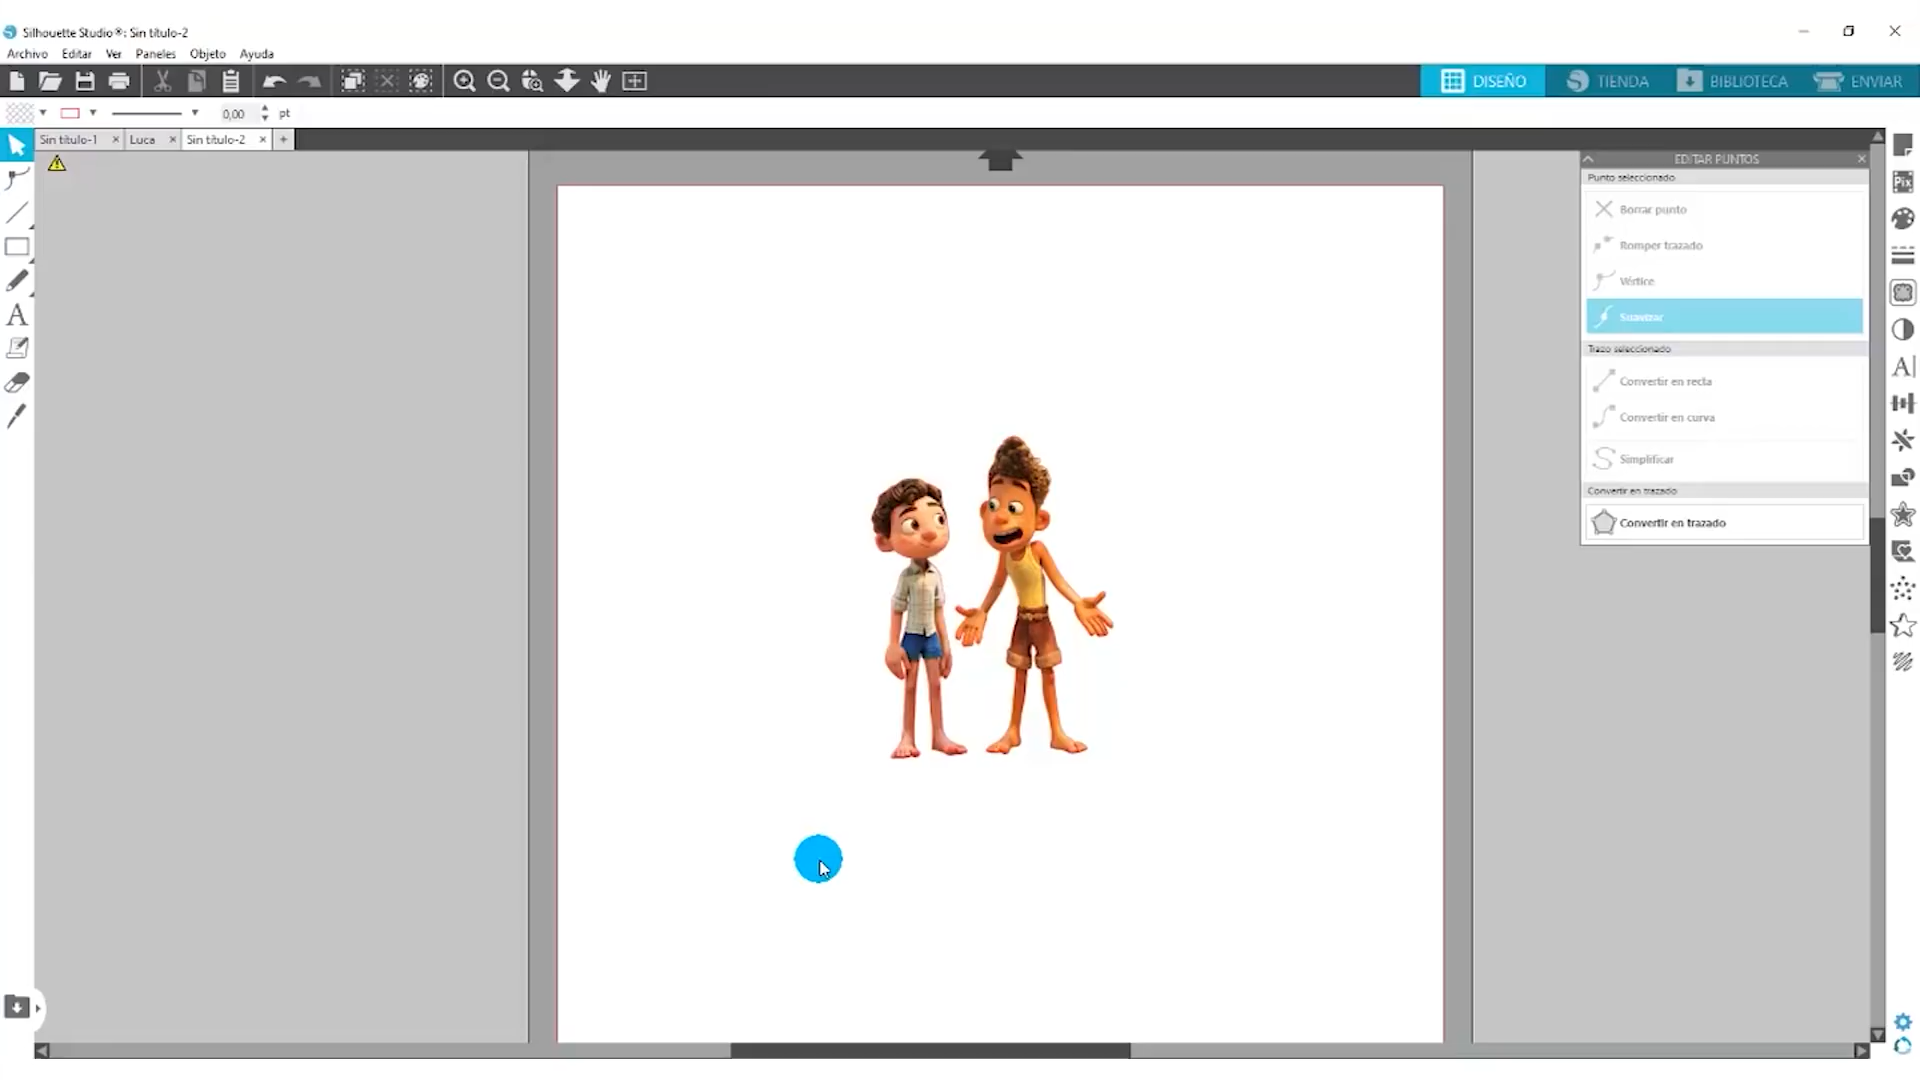 Silhouette Studio®: Sin título-2
Archivo Editar Ver Paneles Objeto Ayuda
DISEÑO TIENDA BIBLIOTECA ENVIAR
0,00 pt
Sin título-1 Luca Sin título-2
EDITAR PUNTOS
Punto seleccionado
Borrar punto
Romper trazado
Vértice
Suavizar
Trazo seleccionado
Convertir en recta
Convertir en curva
Simplificar
Convertir en trazado
Convertir en trazado